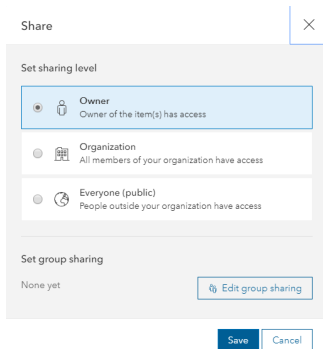 Share
Set sharing level
Owner
Owner of the item(s) has access
Organization
All members of your organization have access
Everyone (public)
People outside your organization have access
Set group sharing
None yet
Edit group sharing
Save
Cancel